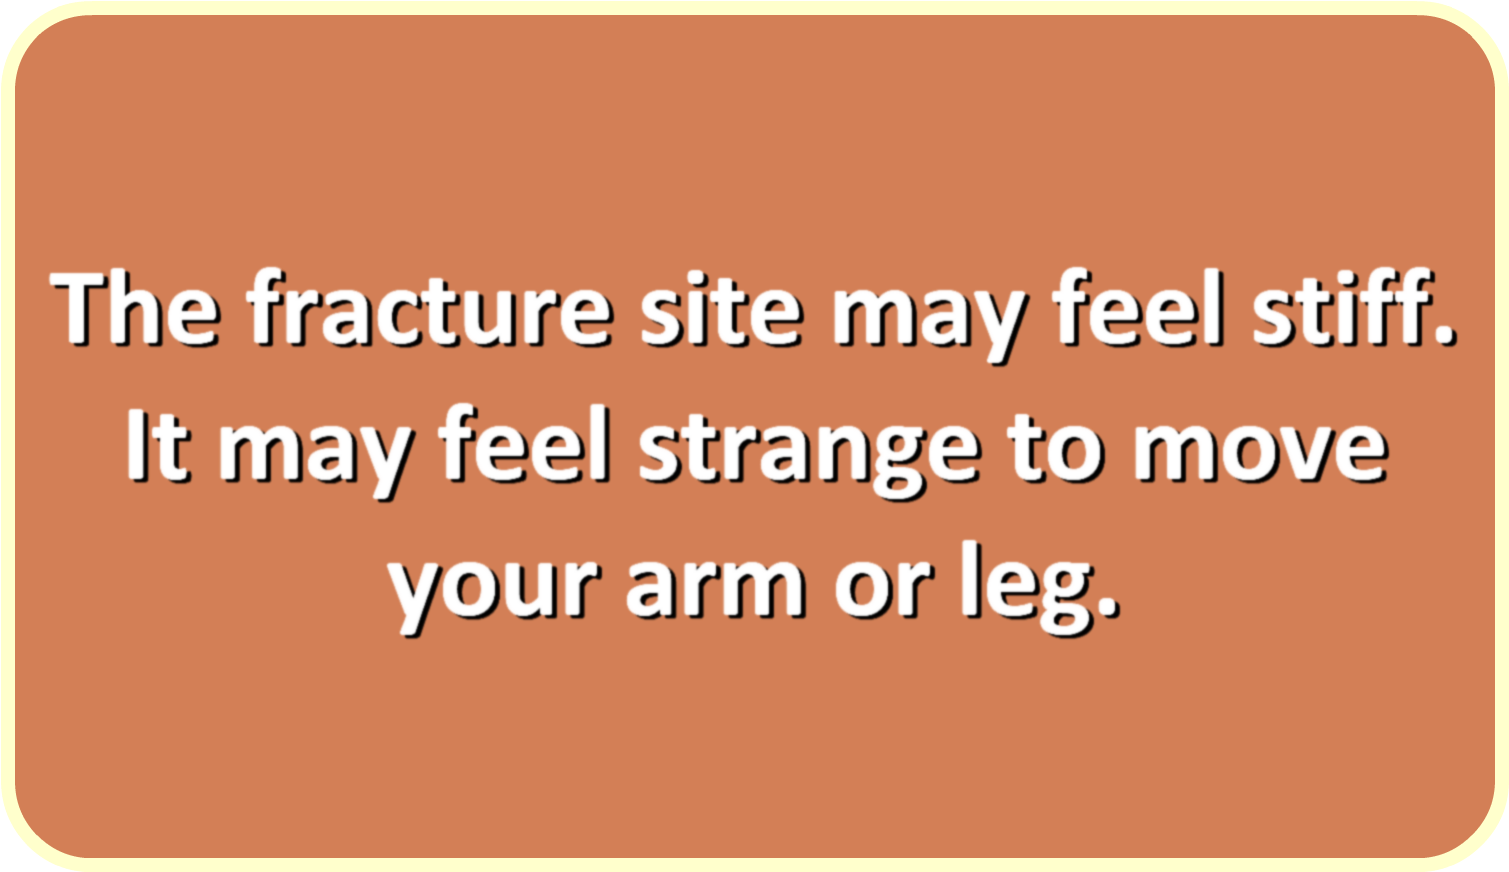 The fracture site may feel stiff.
It may feel strange to move
your arm or leg.